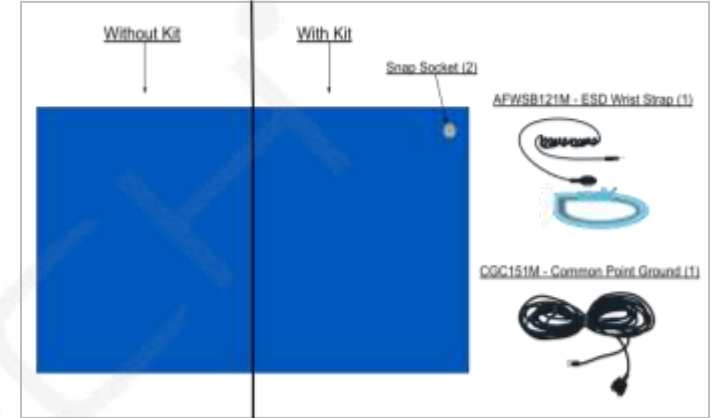 Without Kit
With Kit
Snap Socket (2)
AFWSB121M - ESD Wrist Strap (1)
CGC151M - Common Point Ground (1)